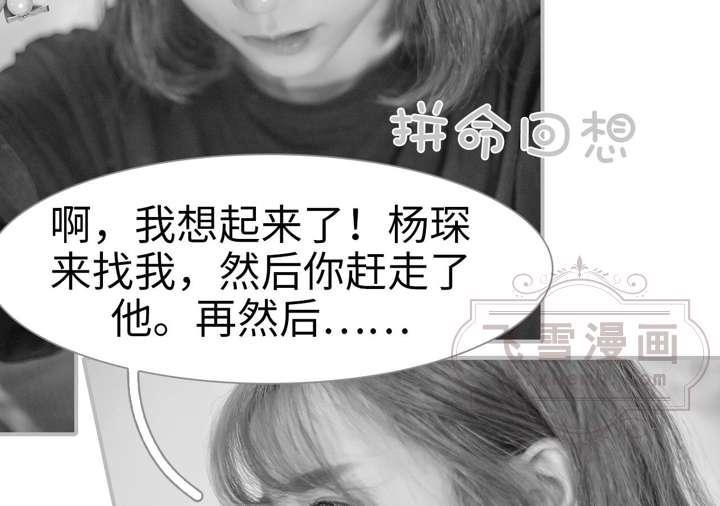 拼命回想
啊，我想起来了！杨琛
来找我，然后你赶走了
他。再然后……
飞雪漫画